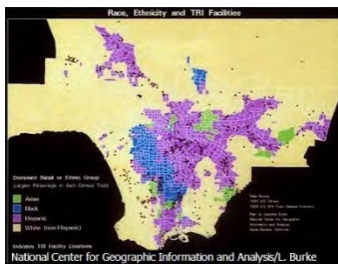 Race, Ethnicity and TRI Facilities
Dominant Racial or Ethnic Group
(Largest Percentage in Each Census Tract)
Asian
Black
Hispanic
White (non-Hispanic)
Indicates TRI Facility Locations
National Center for Geographic Information and Analysis/L. Burke